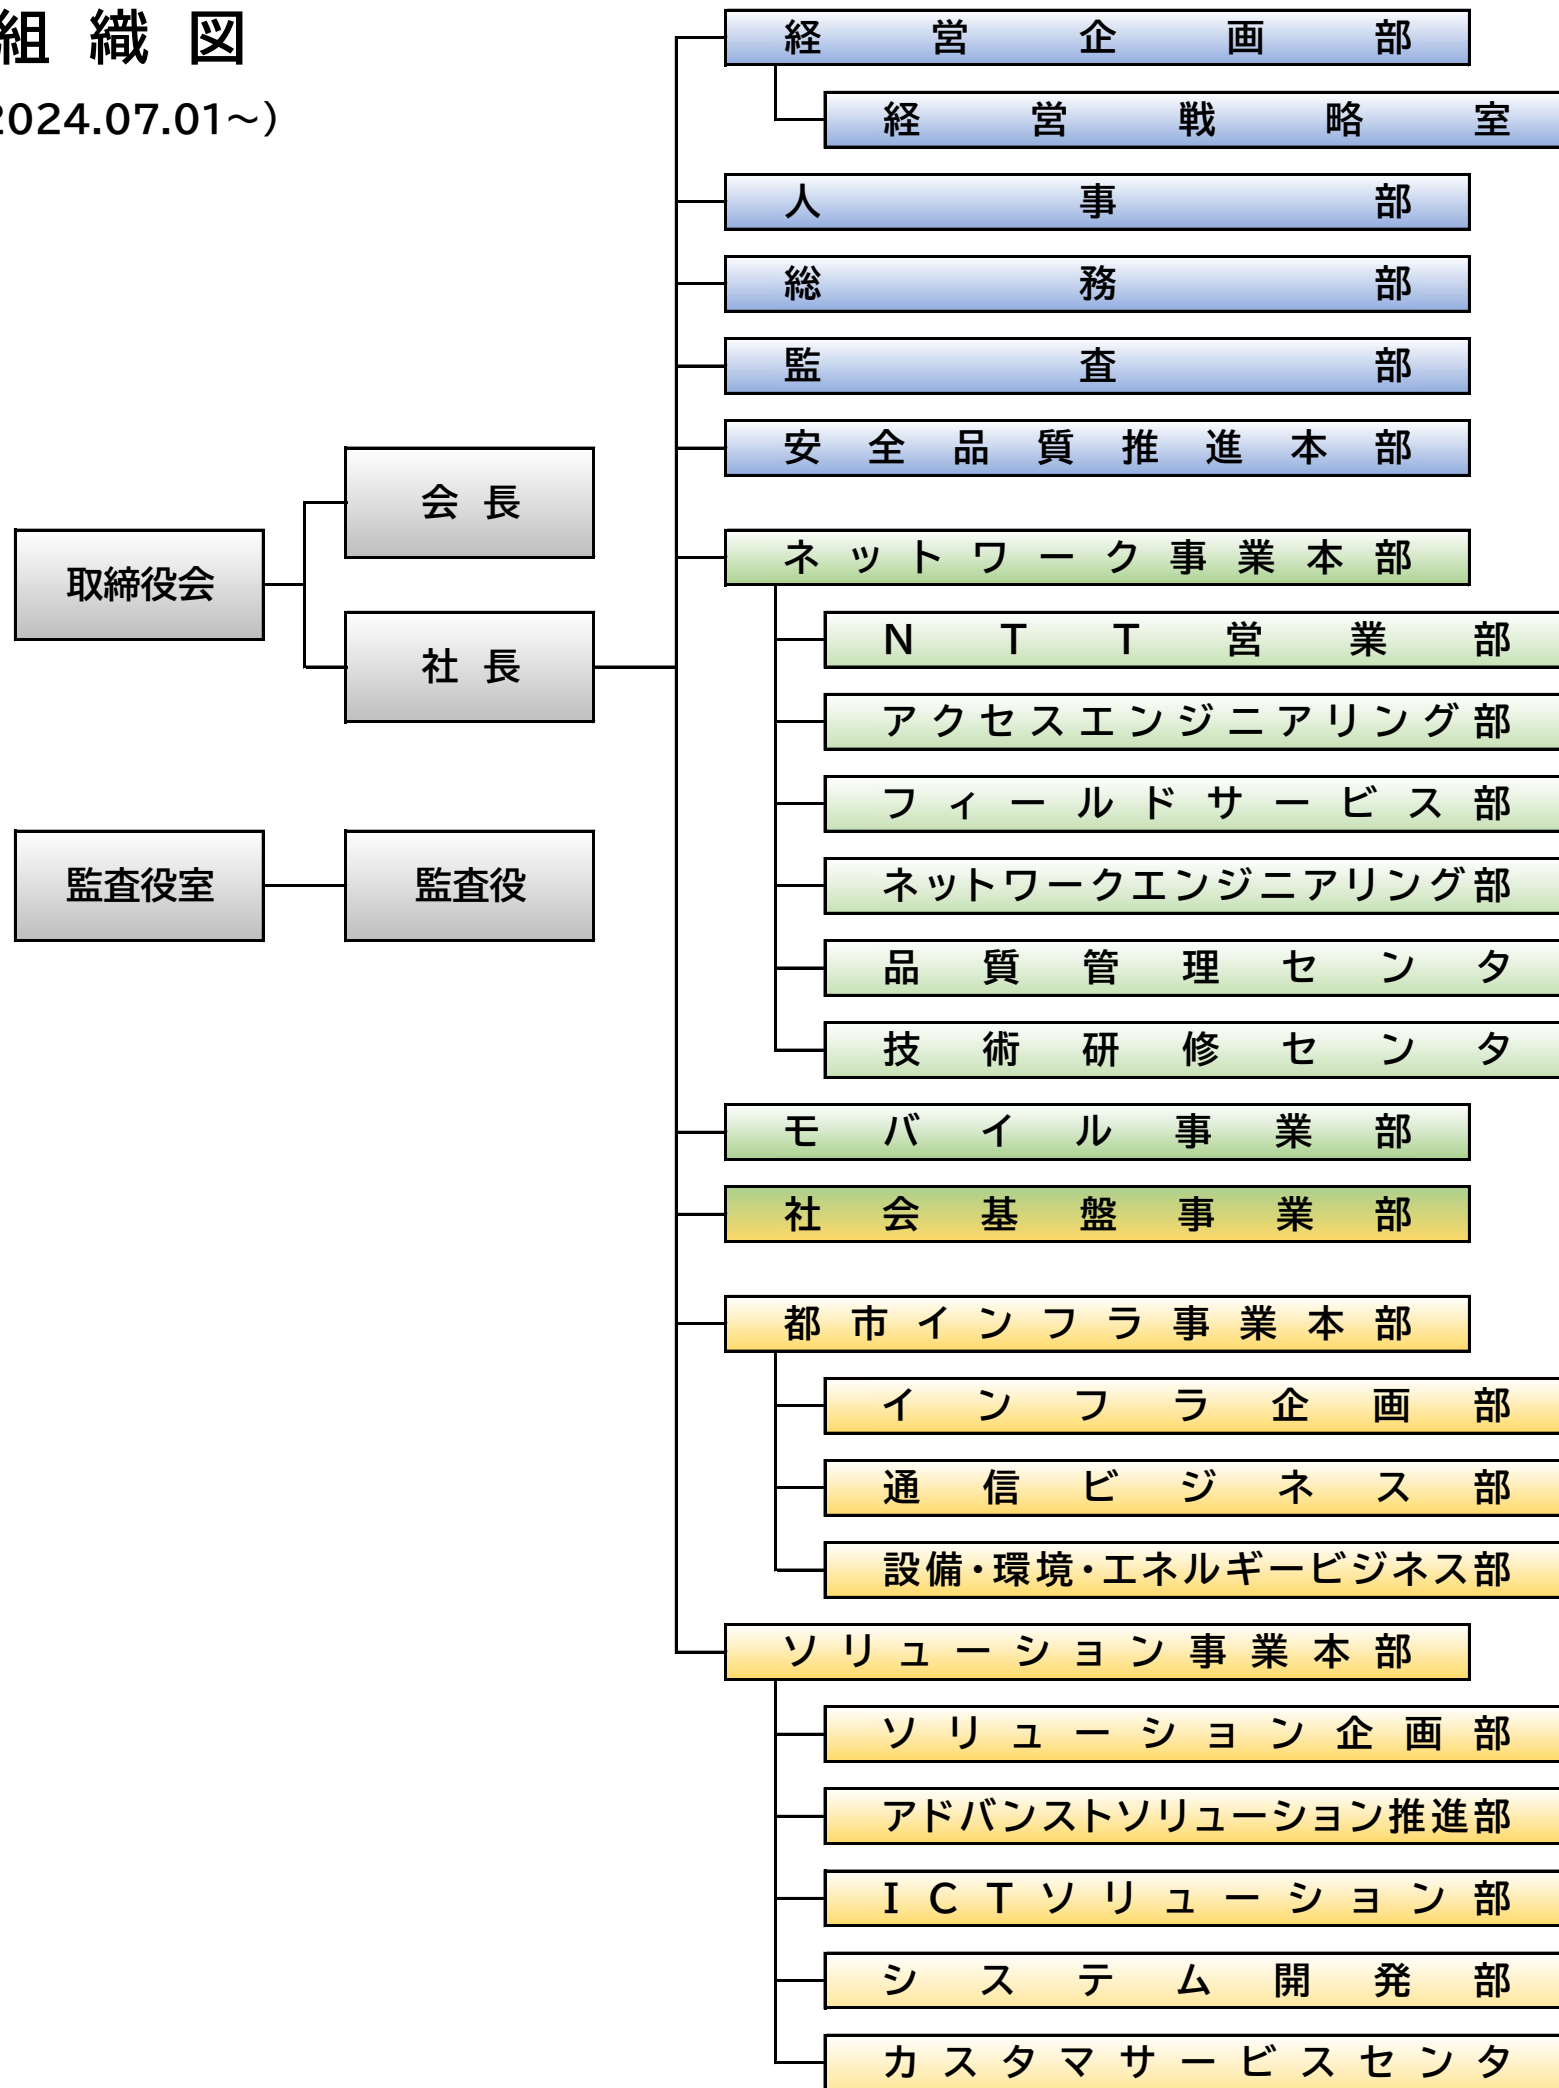 組織図
2024.07.01～）
経営企画部
経営戦略室
人事部
総務部
監査部
安全品質推進本部
会長
取締役会
社長
監査役室
監査役
ネットワーク事業本部
NTT営業部
アクセスエンジニアリング部
フィールドサービス部
ネットワークエンジニアリング部
品質管理センタ
技術研修センタ
モバイル事業部
社会基盤事業部
都市インフラ事業本部
インフラ企画部
通信ビジネス部
設備・環境・エネルギービジネス部
ソリューション事業本部
ソリューション企画部
アドバンストソリューション推進部
ICTソリューション部
システム開発部
カスタマサービスセンタ